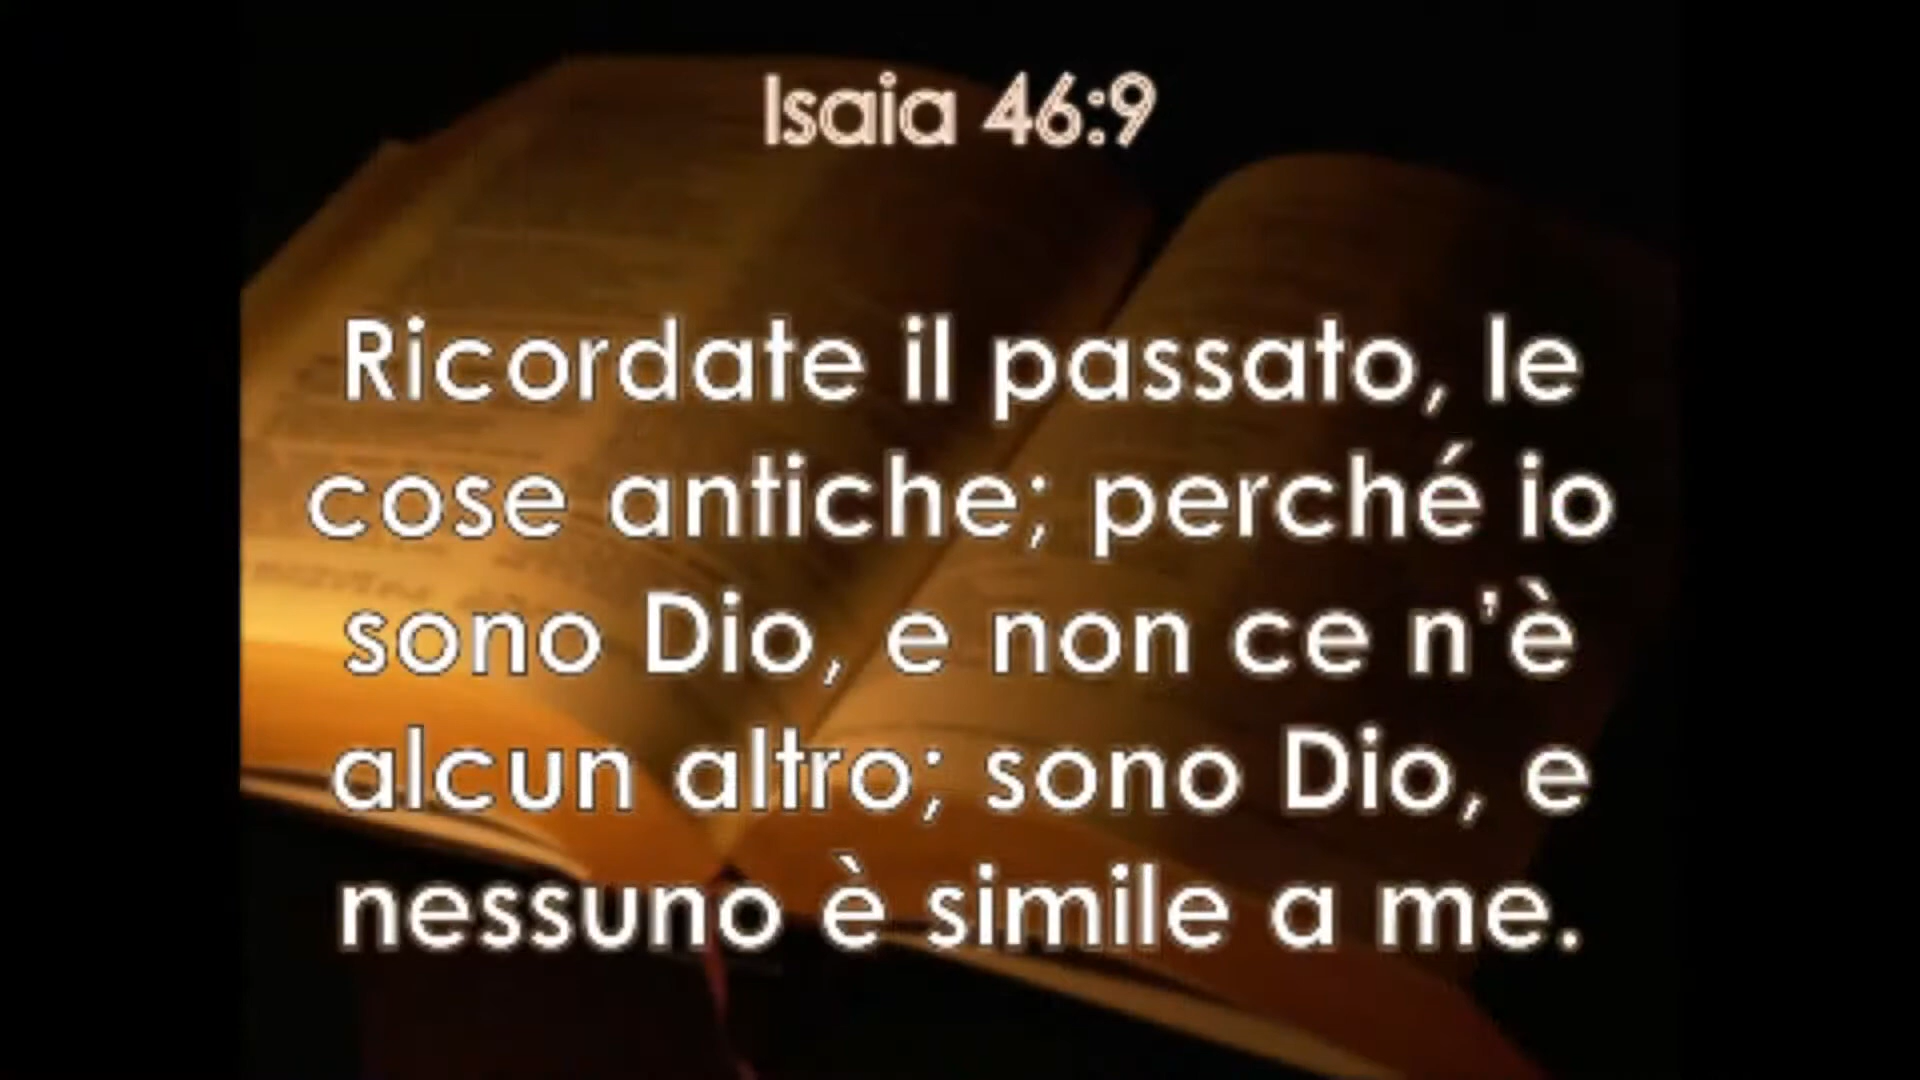 Isaia 46:9
Ricordate il passato, le
cose antiche; perché io
sono Dio, e non ce n'è
alcun altro; sono Dio, e
nessuno è simile a me.